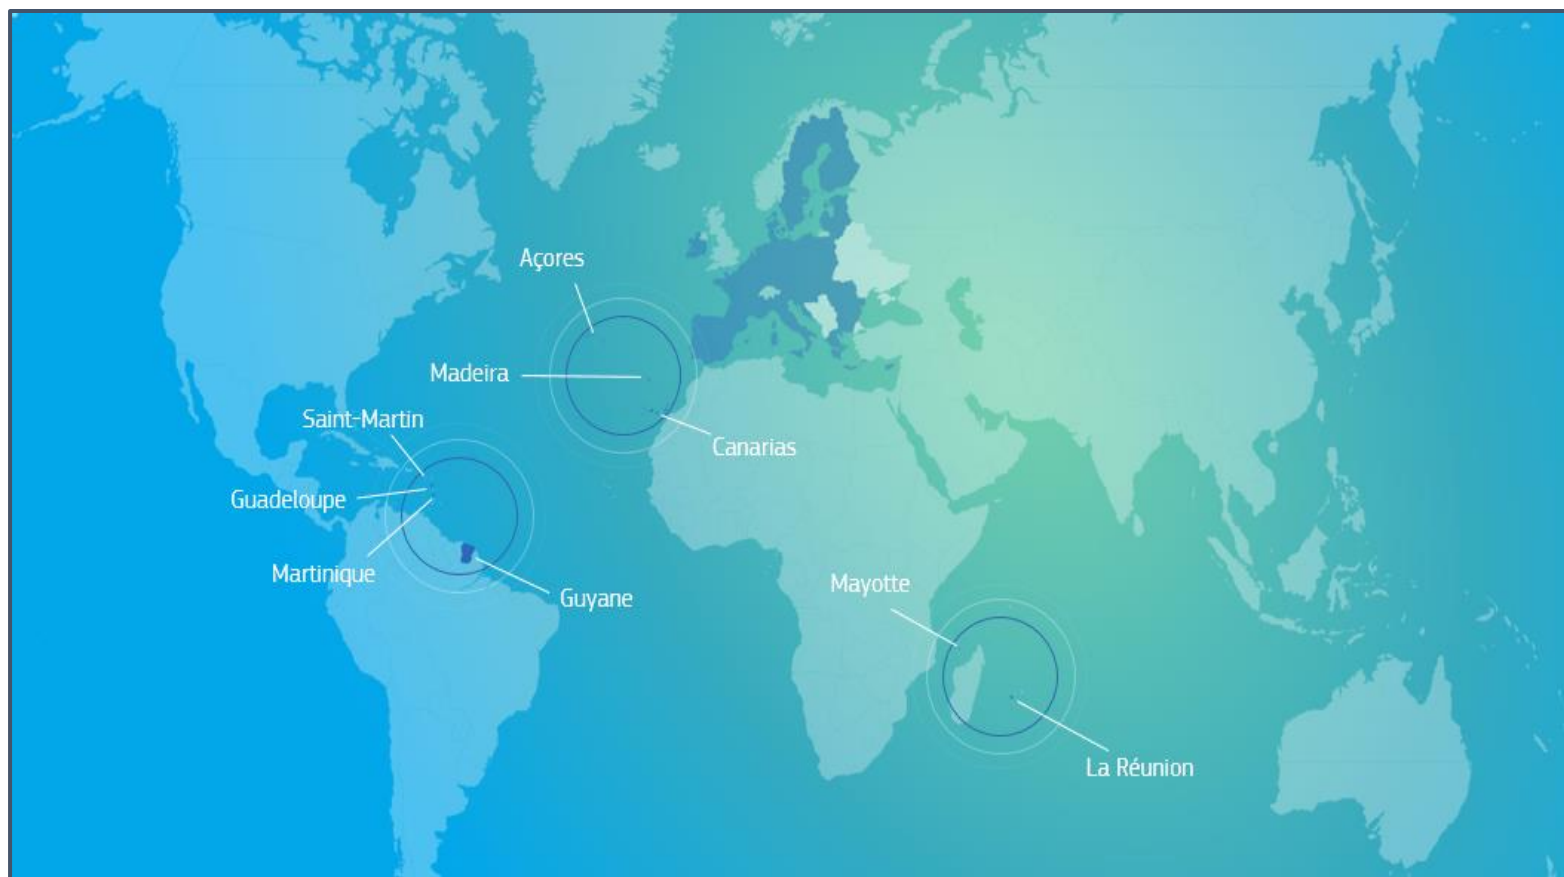 Açores
Madeira
Saint-Martin
Canarias
Guadeloupe
Martinique
Mayotte
Guyane
La Réunion